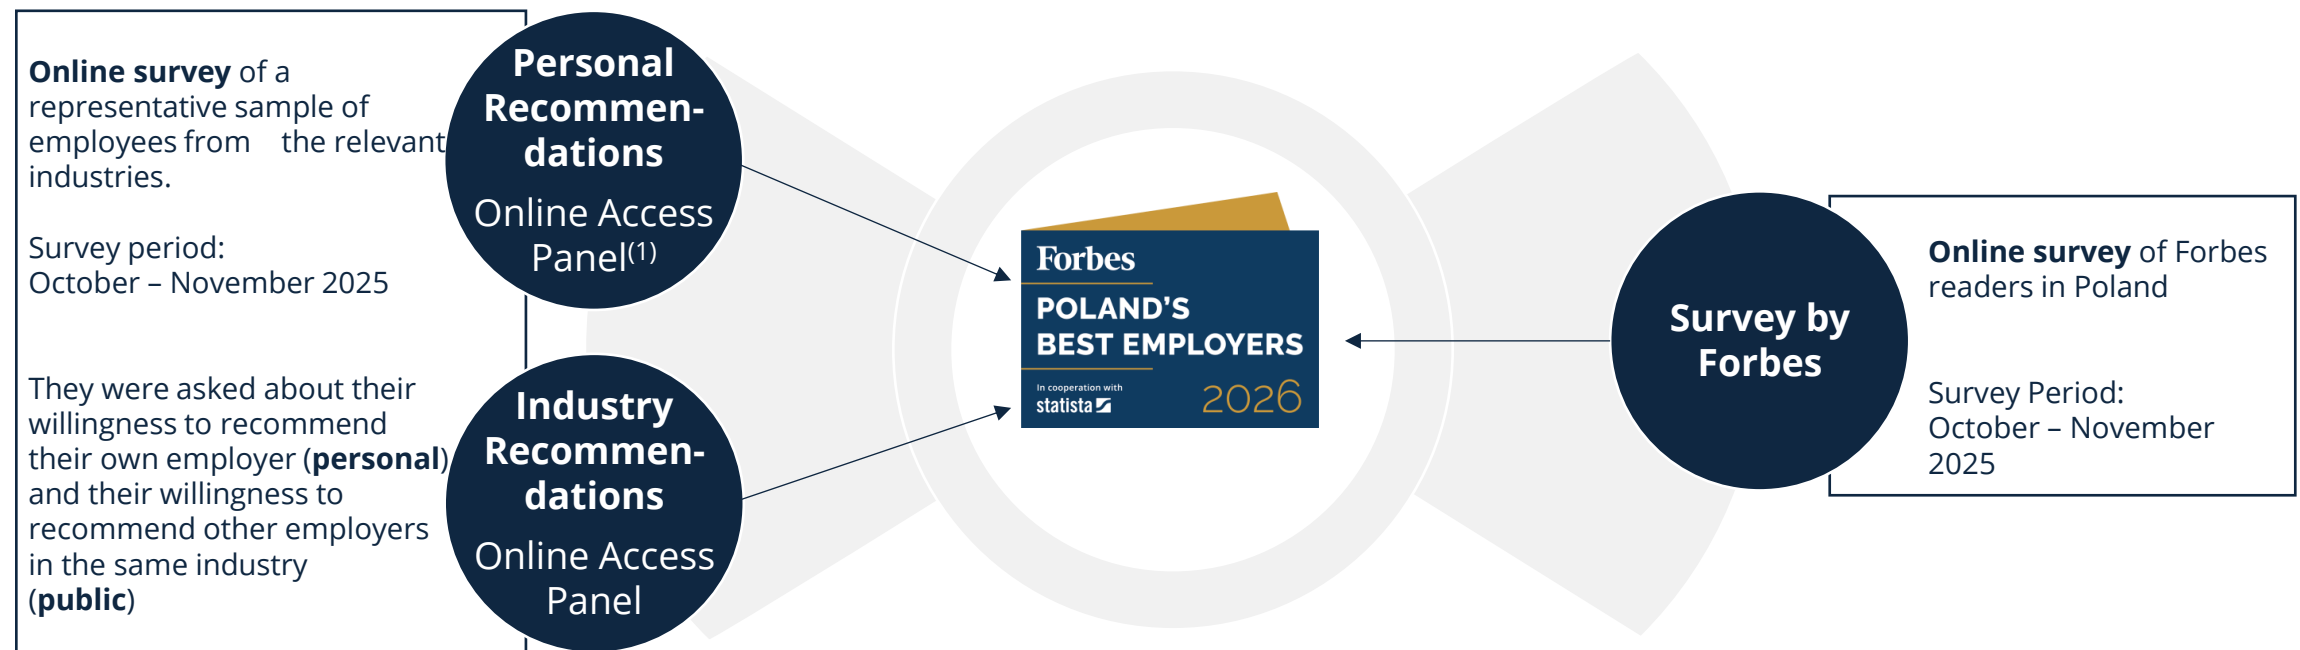 Online survey of a
representative sample of
employees from the relevant
industries.
Survey period:
October – November 2025
They were asked about their
willingness to recommend
their own employer (personal)
and their willingness to
recommend other employers
in the same industry
(public)
Personal
Recommen-
dations
Online Access
Panel(1)
Industry
Recommen-
dations
Online Access
Panel
Forbes
POLAND'S
BEST EMPLOYERS
In cooperation with
statista
2026
Survey by
Forbes
Online survey of Forbes
readers in Poland
Survey Period:
October – November
2025